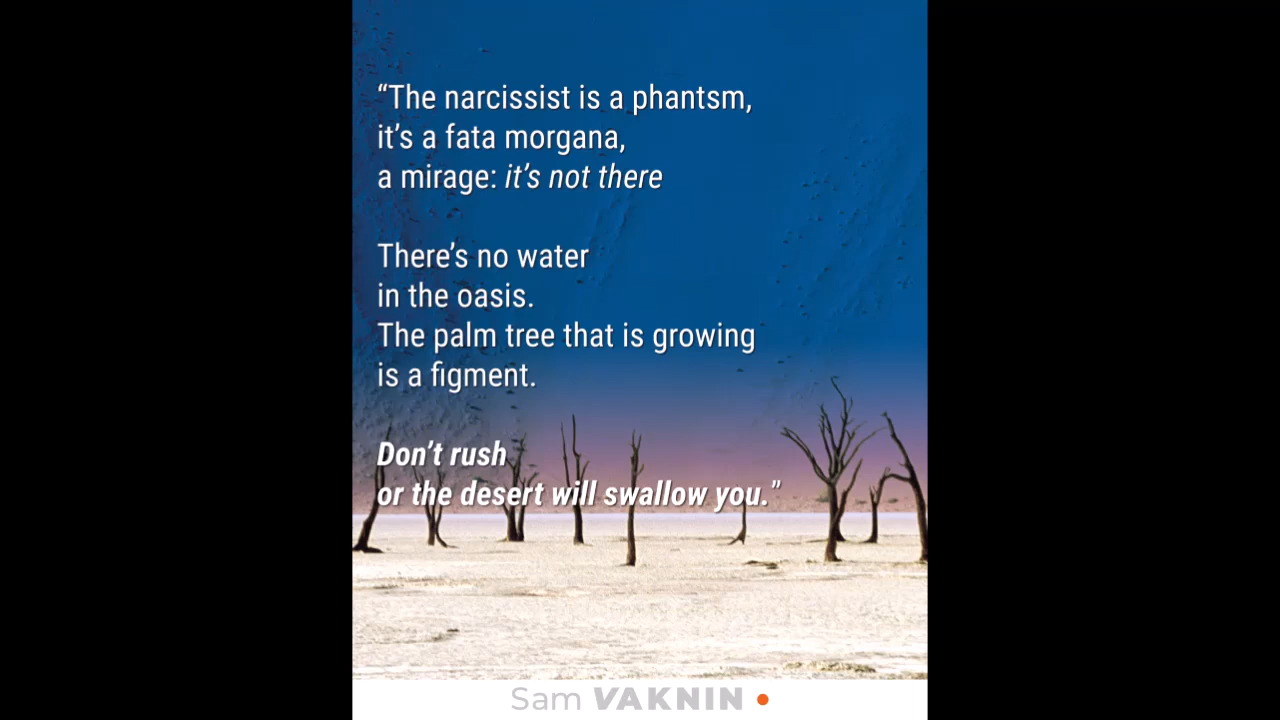 “The narcissist is a phantsm,
it’s a fata morgana,
a mirage: it’s not there
There’s no water
in the oasis.
The palm tree that is growing
is a figment.
Don’t rush
or the desert will swallow you.”
Sam VAKNIN